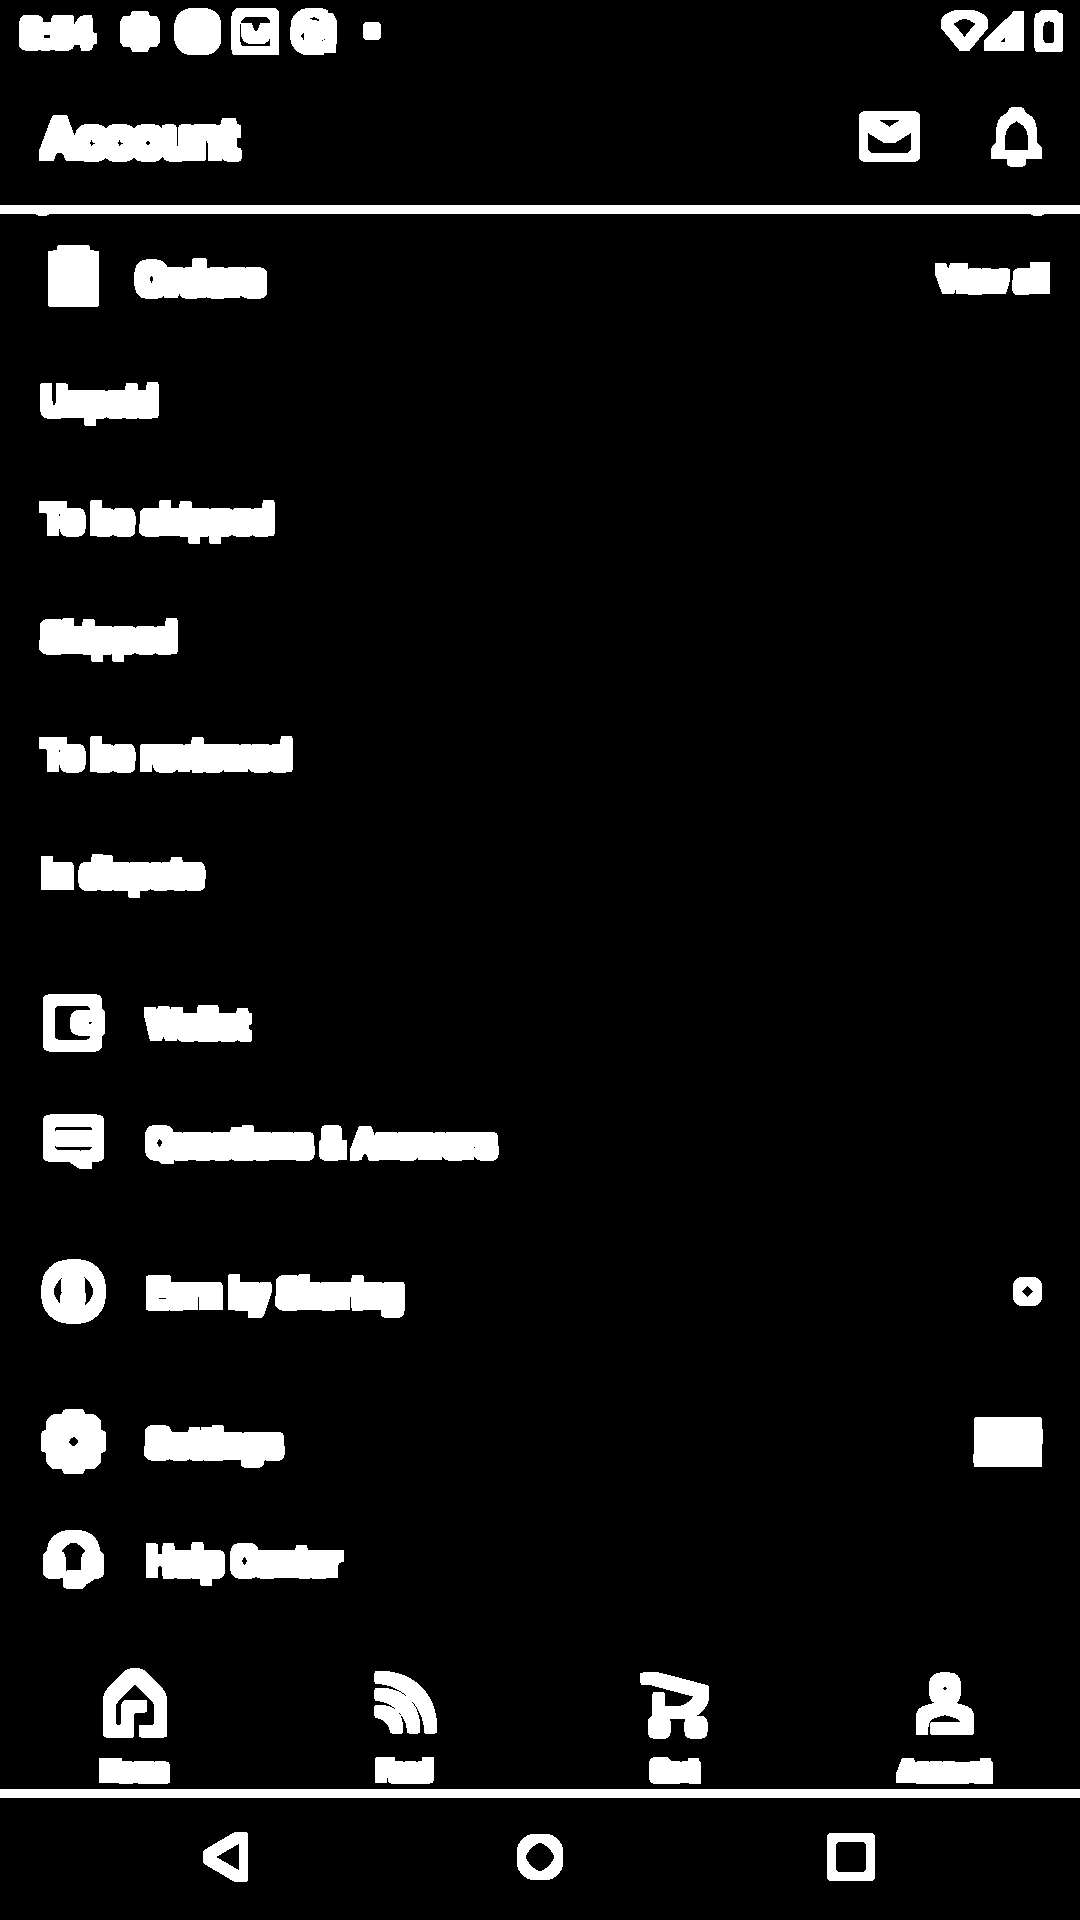 Account
Orders
View all
Unpaid
To be shipped
Shipped
To be reviewed
In dispute
Wallet
Questions & Answers
Earn by Sharing
Settings
Help Center
Home
Feed
Cart
Account